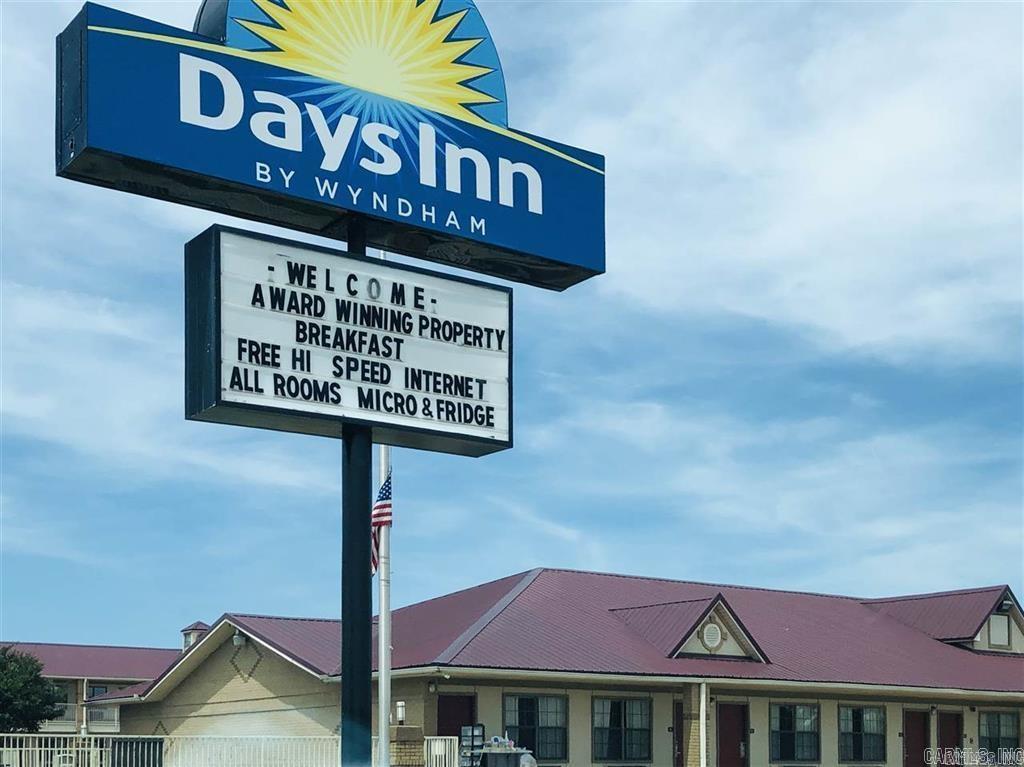 Days Inn
BY WYNDHAM
- WELCOME-
AWARD WINNING PROPERTY
BREAKFAST
FREE HI SPEED INTERNET
ALL ROOMS MICRO & FRIDGE